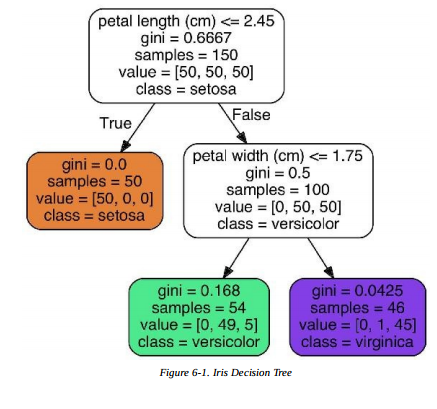 petal length (cm) <= 2.45
gini = 0.6667
samples = 150
value = [50, 50, 50]
class = setosa
True
False
gini = 0.0
samples = 50
value = [50, 0, 0]
class = setosa
petal width (cm) <= 1.75
gini = 0.5
samples = 100
value = [0, 50, 50]
class = versicolor
gini = 0.168
samples = 54
value = [0, 49, 5]
class = versicolor
gini = 0.0425
samples = 46
value = [0, 1, 45]
class = virginica
Figure 6-1. Iris Decision Tree